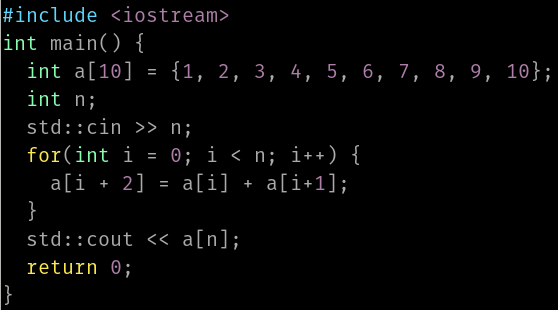 #include <iostream>
int main() {
  int a[10] = {1, 2, 3, 4, 5, 6, 7, 8, 9, 10};
  int n;
  std::cin >> n;
  for(int i = 0; i < n; i++) {
    a[i + 2] = a[i] + a[i+1];
  }
  std::cout << a[n];
  return 0;
}